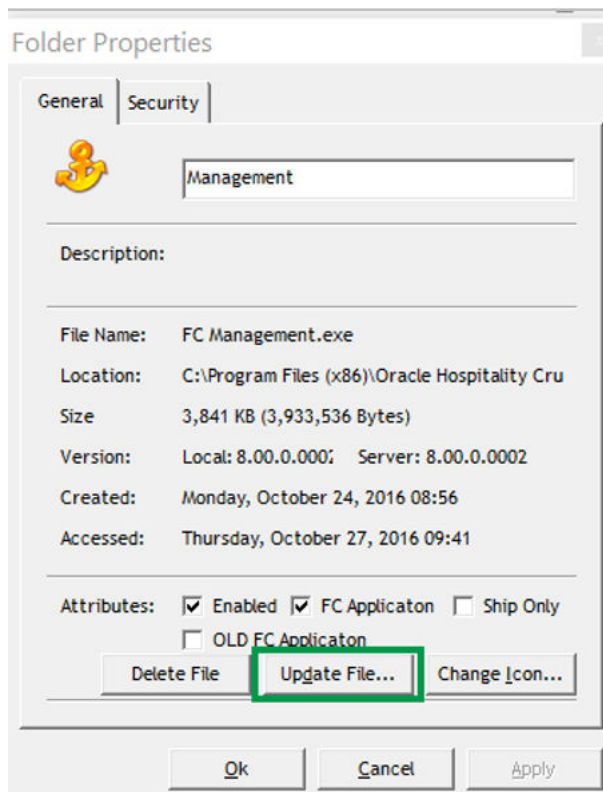 Folder Properties
General Security
Management
Description:
File Name: FC Management.exe
Location: C:\Program Files (x86)\Oracle Hospitality Cru
Size 3,841 KB (3,933,536 Bytes)
Version: Local: 8.00.0.0002 Server: 8.00.0.0002
Created: Monday, October 24, 2016 08:56
Accessed: Thursday, October 27, 2016 09:41
Attributes: Enabled FC Applicaton Ship Only
OLD FC Applicaton
Delete File Update File... Change Icon...
Ok Cancel Apply